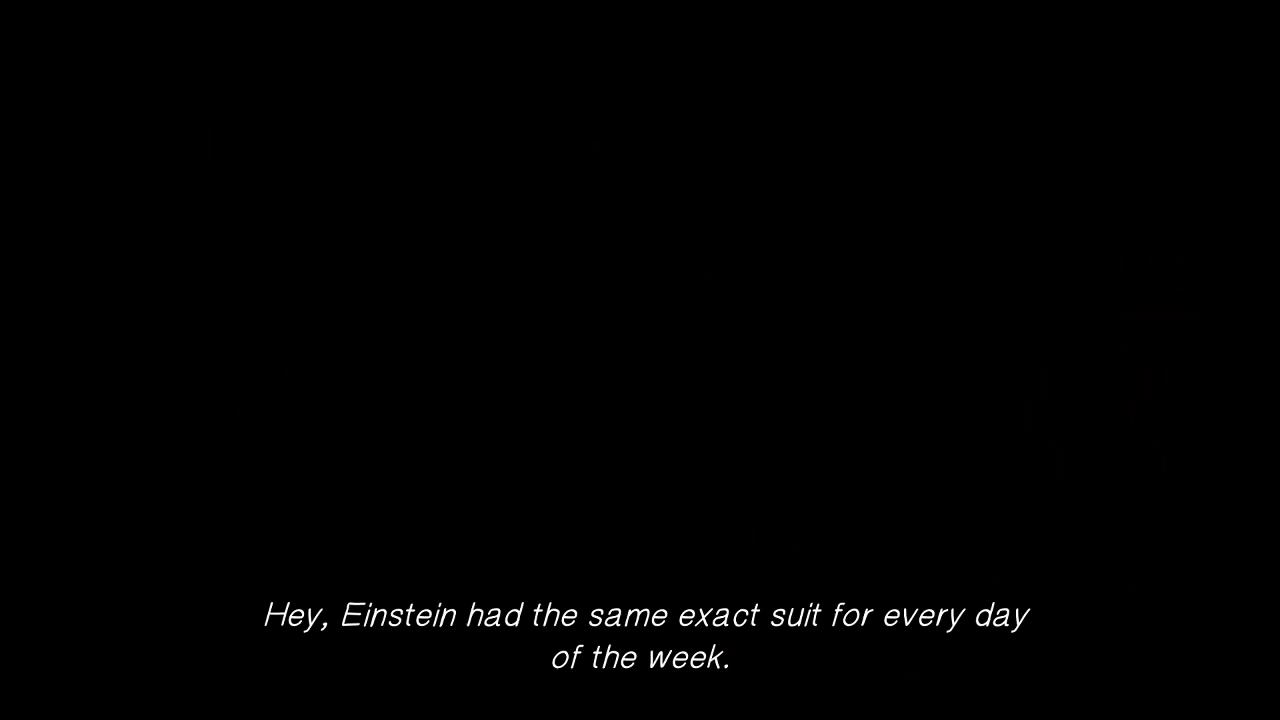 Hey, Einstein had the same exact suit for every day
of the week.